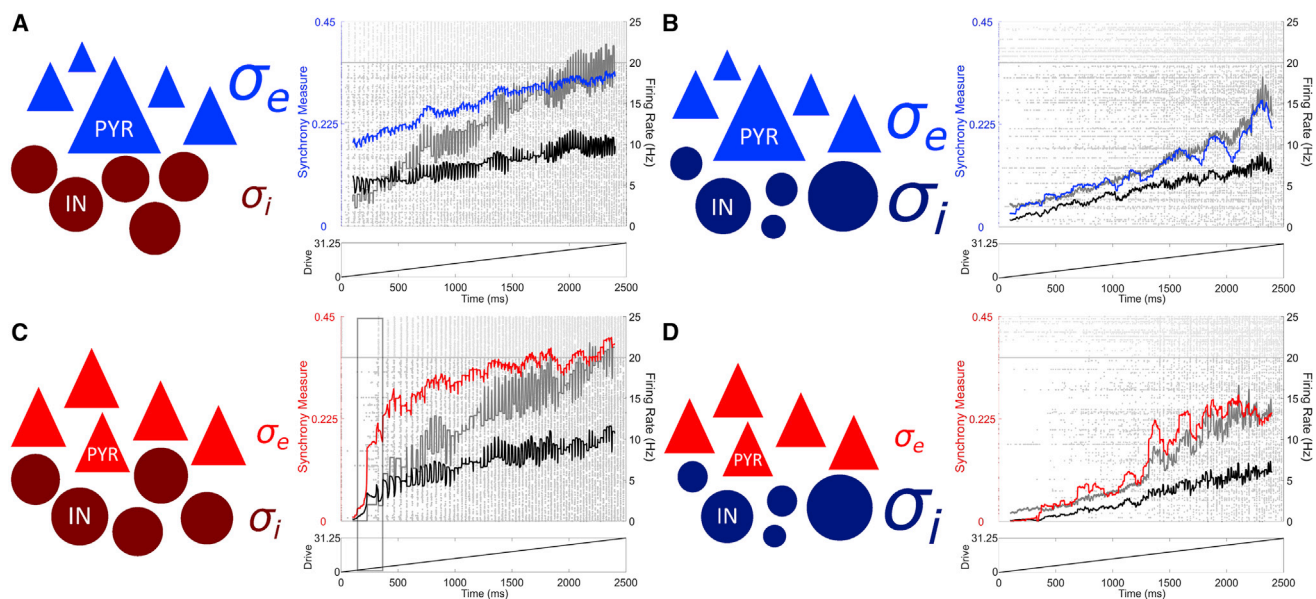 A
PYR
IN
σe
σi
Synchrony Measure
0.45
0.225
0
25
20
15
10
5
0
Firing Rate (Hz)
Drive
31.25
0
0 500 1000 1500 2000 2500
Time (ms)
B
PYR
IN
σe
σi
Synchrony Measure
0.45
0.225
0
25
20
15
10
5
0
Firing Rate (Hz)
Drive
31.25
0
0 500 1000 1500 2000 2500
Time (ms)
C
PYR
IN
σe
σi
Synchrony Measure
0.45
0.225
0
25
20
15
10
5
0
Firing Rate (Hz)
Drive
31.25
0
0 500 1000 1500 2000 2500
Time (ms)
D
PYR
IN
σe
σi
Synchrony Measure
0.45
0.225
0
25
20
15
10
5
0
Firing Rate (Hz)
Drive
31.25
0
0 500 1000 1500 2000 2500
Time (ms)